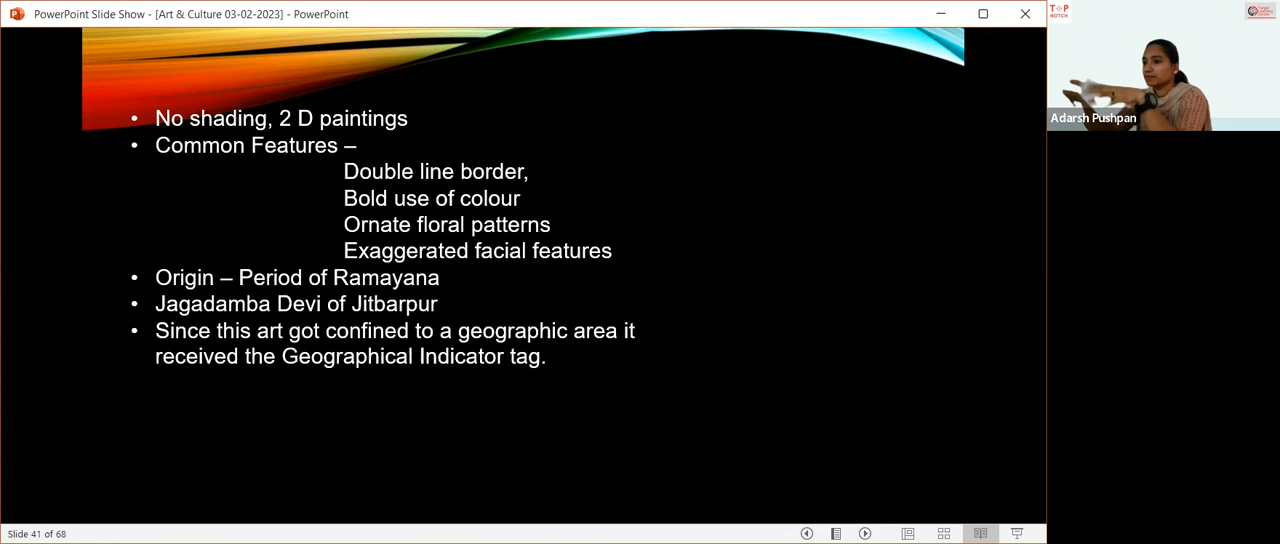 PowerPoint Slide Show - [Art & Culture 03-02-2023] - PowerPoint
TOP
NOTCH
Adarsh Pushpan
• No shading, 2 D paintings
• Common Features –
Double line border,
Bold use of colour
Ornate floral patterns
Exaggerated facial features
• Origin – Period of Ramayana
• Jagadamba Devi of Jitbarpur
• Since this art got confined to a geographic area it
received the Geographical Indicator tag.
Slide 41 of 68